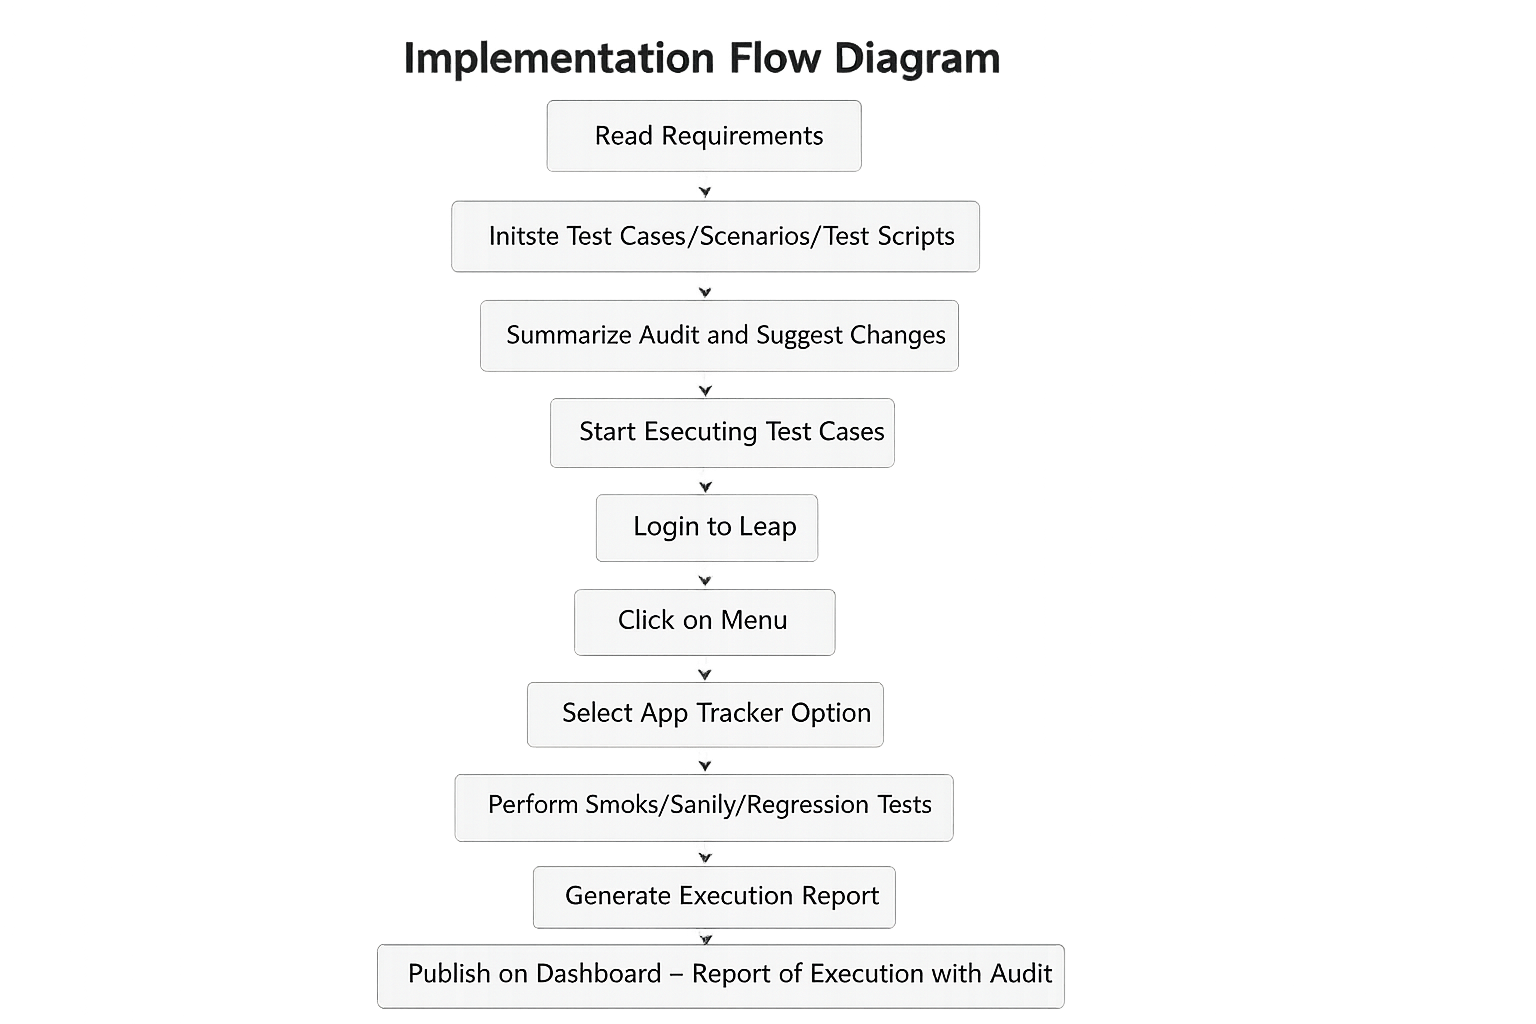 Implementation Flow Diagram
Read Requirements
Initste Test Cases/Scenarios/Test Scripts
Summarize Audit and Suggest Changes
Start Esecuting Test Cases
Login to Leap
Click on Menu
Select App Tracker Option
Perform Smoks/Sanily/Regression Tests
Generate Execution Report
Publish on Dashboard – Report of Execution with Audit